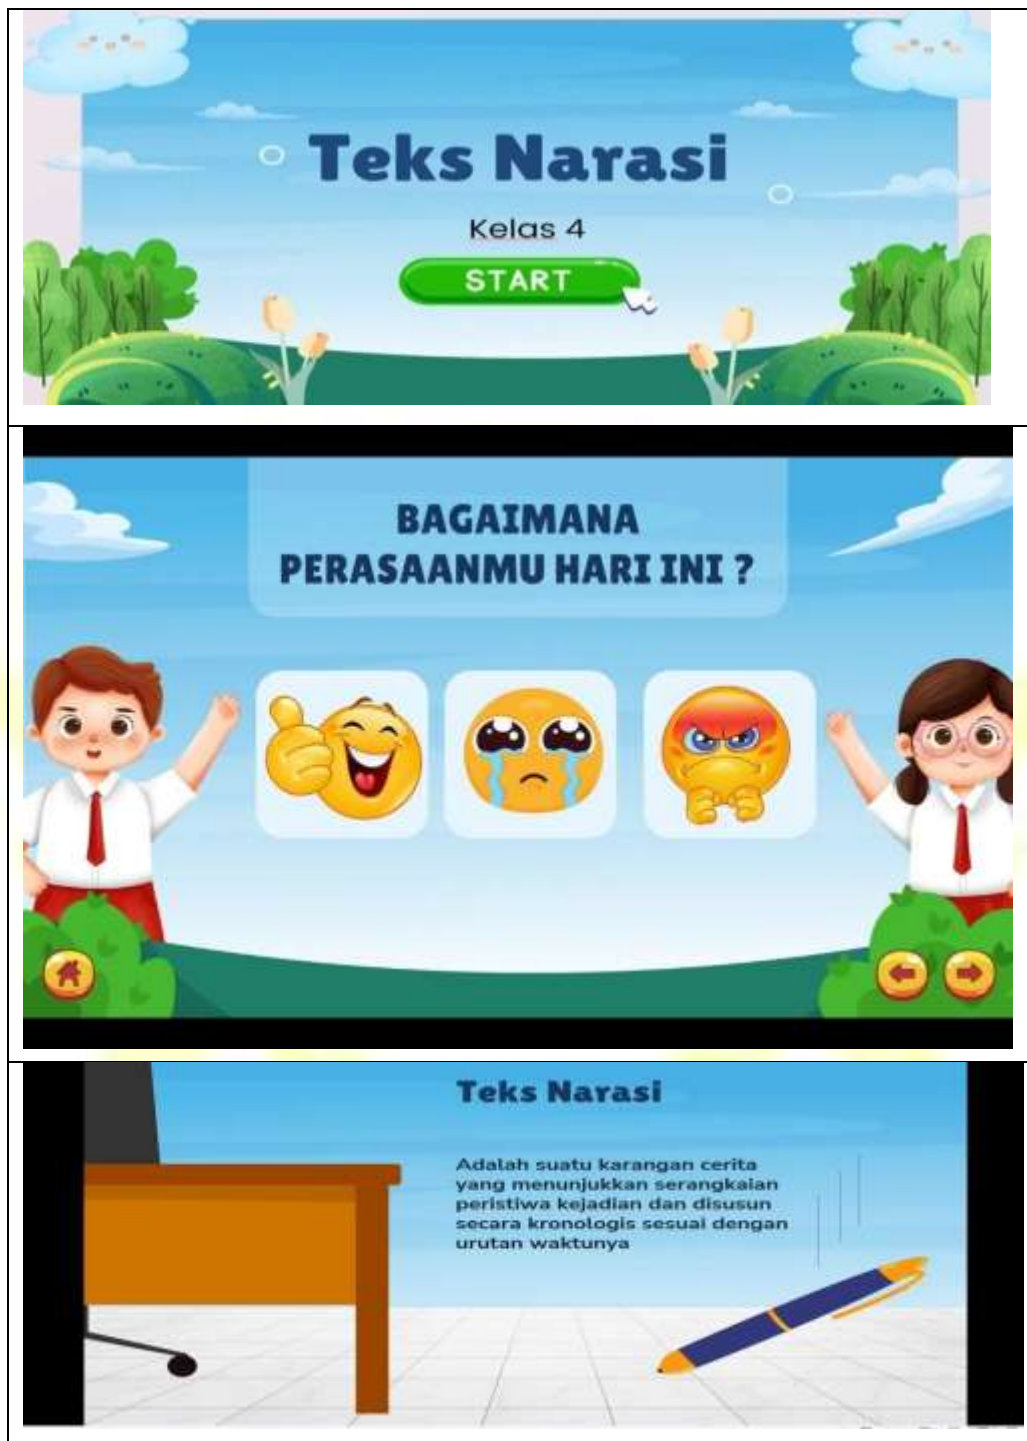 Teks Narasi
Kelas 4
START
BAGAIMANA
PERASAANMU HARI INI ?
Teks Narasi
Adalah suatu karangan cerita
yang menunjukkan serangkaian
peristiwa kejadian dan disusun
secara kronologis sesuai dengan
urutan waktunya